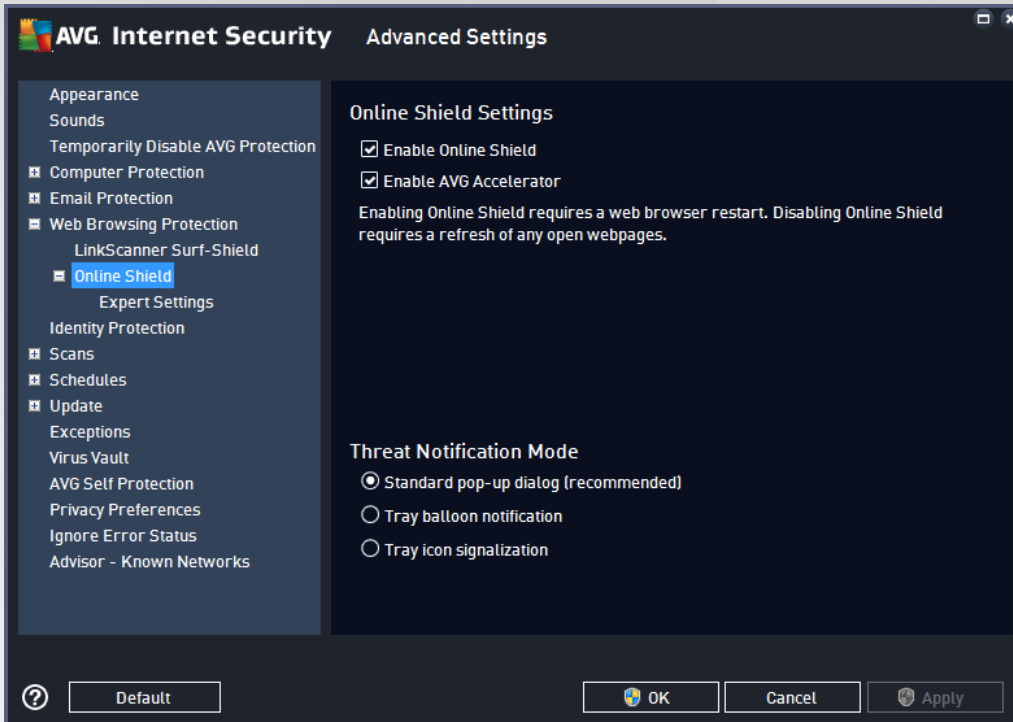 AVG Internet Security Advanced Settings
Appearance
Sounds
Temporarily Disable AVG Protection
Computer Protection
Email Protection
Web Browsing Protection
LinkScanner Surf-Shield
Online Shield
Expert Settings
Identity Protection
Scans
Schedules
Update
Exceptions
Virus Vault
AVG Self Protection
Privacy Preferences
Ignore Error Status
Advisor - Known Networks
Online Shield Settings
Enable Online Shield
Enable AVG Accelerator
Enabling Online Shield requires a web browser restart. Disabling Online Shield
requires a refresh of any open webpages.
Threat Notification Mode
Standard pop-up dialog (recommended)
Tray balloon notification
Tray icon signalization
? Default OK Cancel Apply